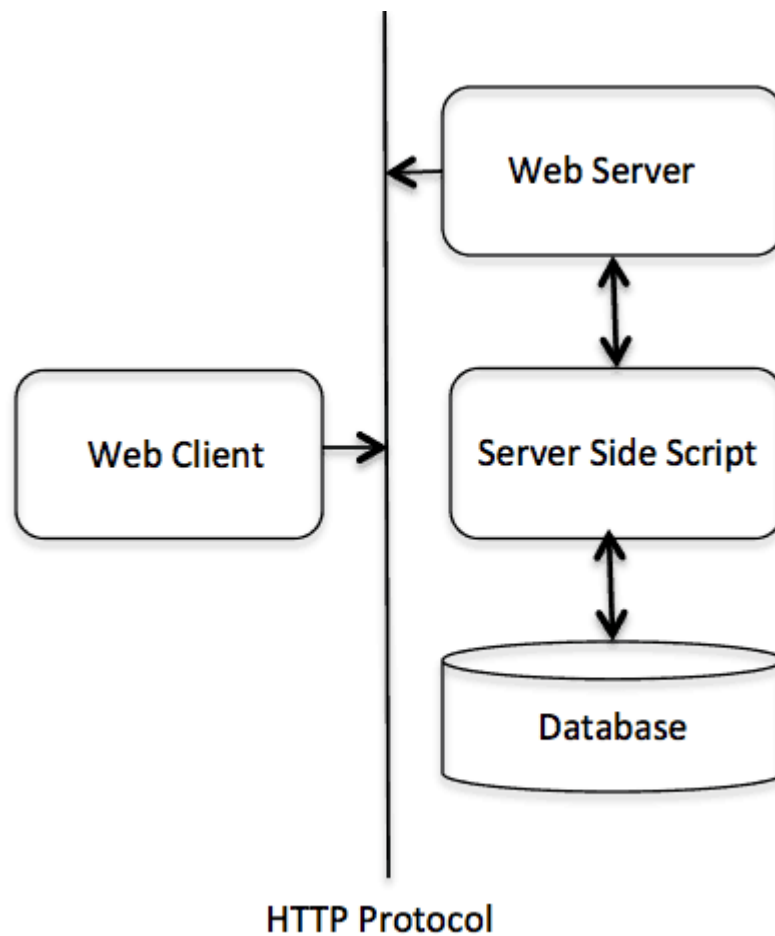 Web Server
Web Client
Server Side Script
Database
HTTP Protocol